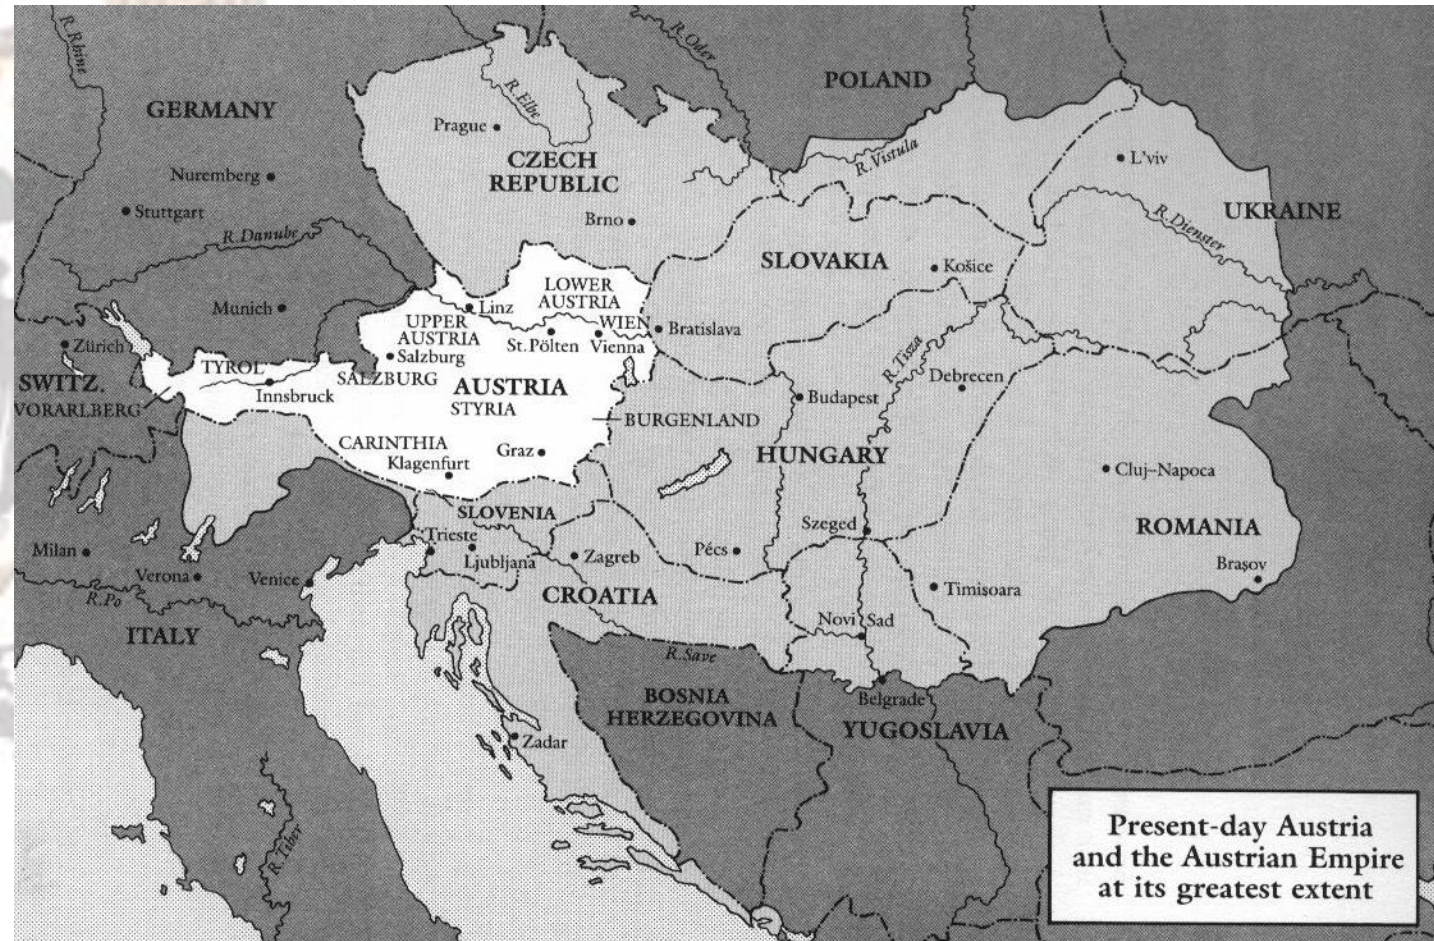 R.Rhine
R.Oder
POLAND
GERMANY
R.Elbe
Prague
CZECH
REPUBLIC
R.Vistula
L'viv
Nuremberg
Stuttgart
Brno
R.Dienster
UKRAINE
R.Danube
SLOVAKIA
Košice
LOWER
AUSTRIA
Munich
Linz
UPPER
AUSTRIA
WIEN
Bratislava
St.Pölten
Vienna
Zürich
Salzburg
R.Tisza
TYROL
SALZBURG
AUSTRIA
STYRIA
Debrecen
SWITZ.
VORARLBERG
Innsbruck
Budapest
BURGENLAND
CARINTHIA
Klagenfurt
Graz
HUNGARY
Cluj–Napoca
SLOVENIA
Szeged
ROMANIA
Trieste
Ljubljana
Zagreb
Pécs
Milan
Verona
Venice
Braşov
R.Po
CROATIA
Timisoara
ITALY
Novi Sad
R.Save
BOSNIA
HERZEGOVINA
Belgrade
YUGOSLAVIA
Zadar
R.Tiber
Present-day Austria
and the Austrian Empire
at its greatest extent